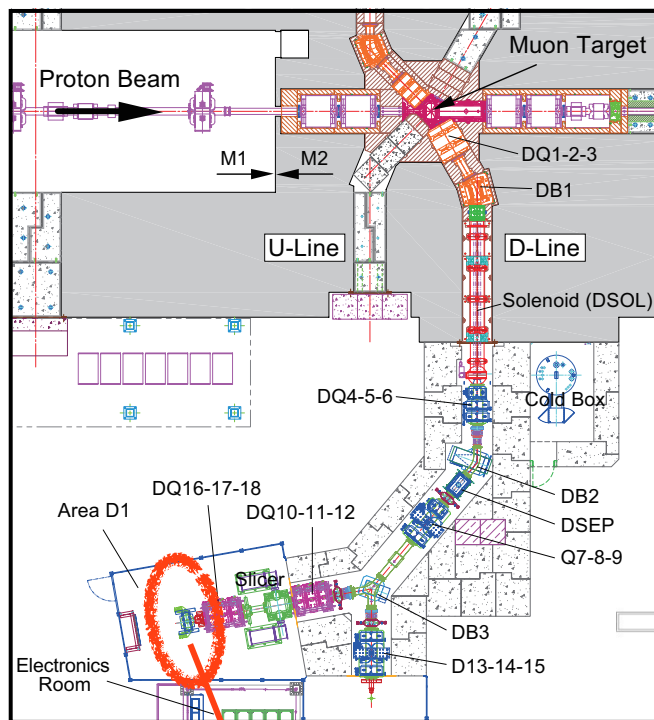 Proton Beam
Muon Target
M1
M2
DQ1-2-3
DB1
U-Line
D-Line
Solenoid (DSOL)
DQ4-5-6
Cold Box
DB2
DSEP
Q7-8-9
DQ16-17-18
DQ10-11-12
Area D1
Slider
DB3
D13-14-15
Electronics
Room